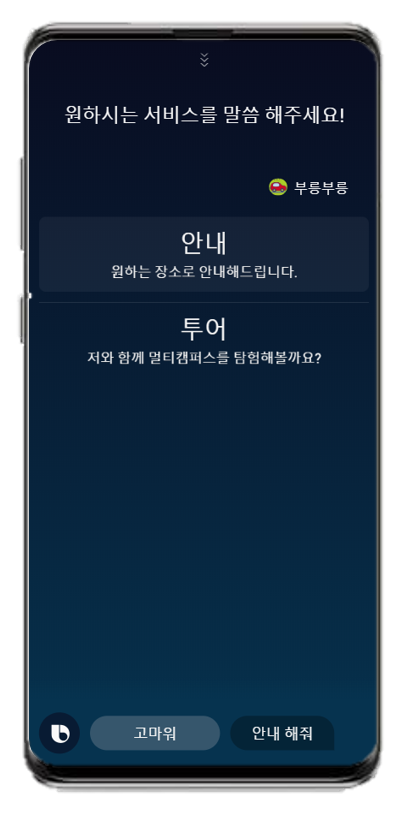 원하시는 서비스를 말씀 해주세요!
부릉부릉
안내
원하는 장소로 안내해드립니다.
투어
저와 함께 멀티캠퍼스를 탐험해볼까요?
고마워
안내 해줘